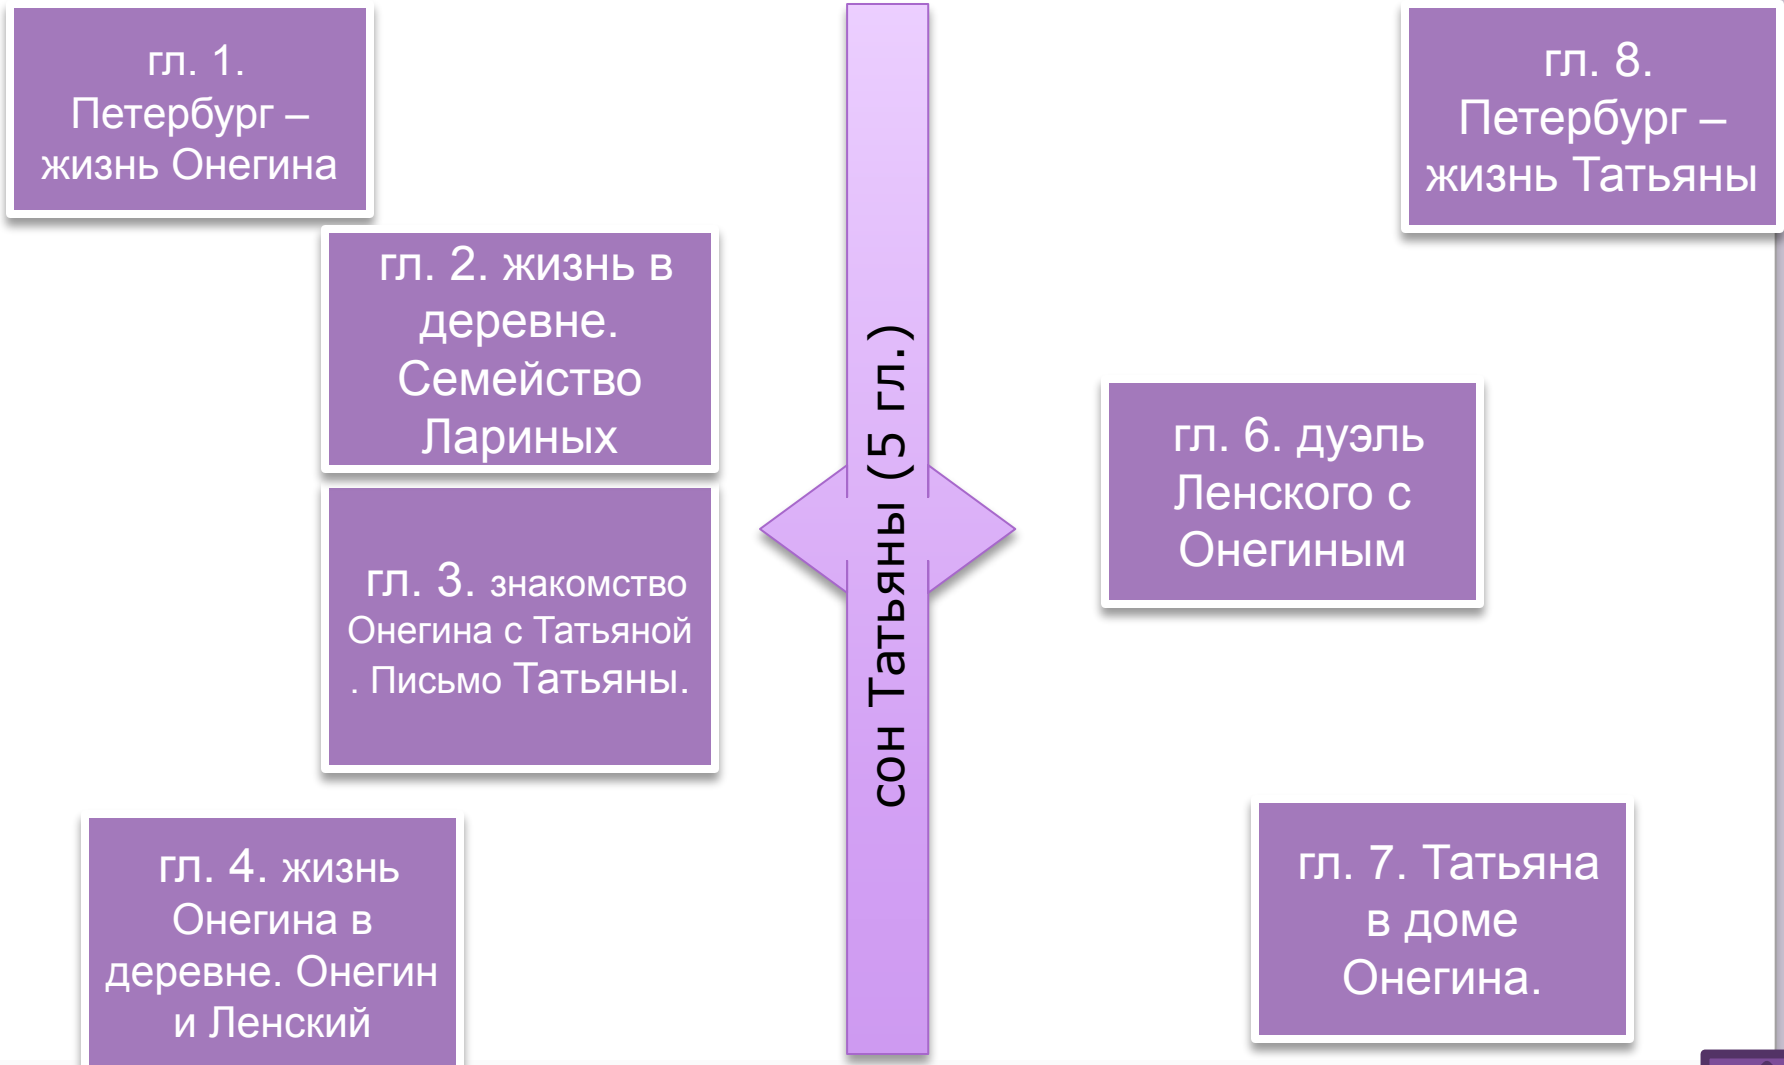 гл. 1.
Петербург –
жизнь Онегина
гл. 2. жизнь в
деревне.
Семейство
Лариных
гл. 3. знакомство
Онегина с Татьяной
. Письмо Татьяны.
гл. 4. жизнь
Онегина в
деревне. Онегин
и Ленский
сон Татьяны (5 гл.)
гл. 8.
Петербург –
жизнь Татьяны
гл. 6. дуэль
Ленского с
Онегиным
гл. 7. Татьяна
в доме
Онегина.